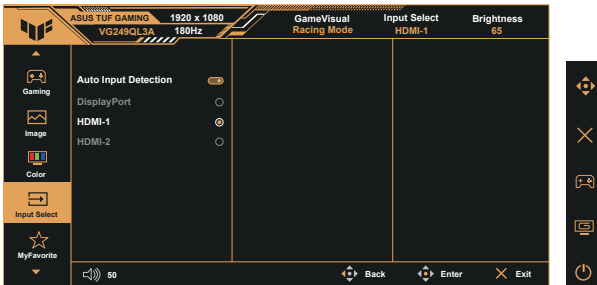 ASUS TUF GAMING 1920 x 1080
VG249QL3A 180Hz
GameVisual
Racing Mode
Input Select
HDMI-1
Brightness
65
Gaming
Image
Color
Input Select
MyFavorite
Auto Input Detection
DisplayPort
HDMI-1
HDMI-2
50
Back
Enter
Exit